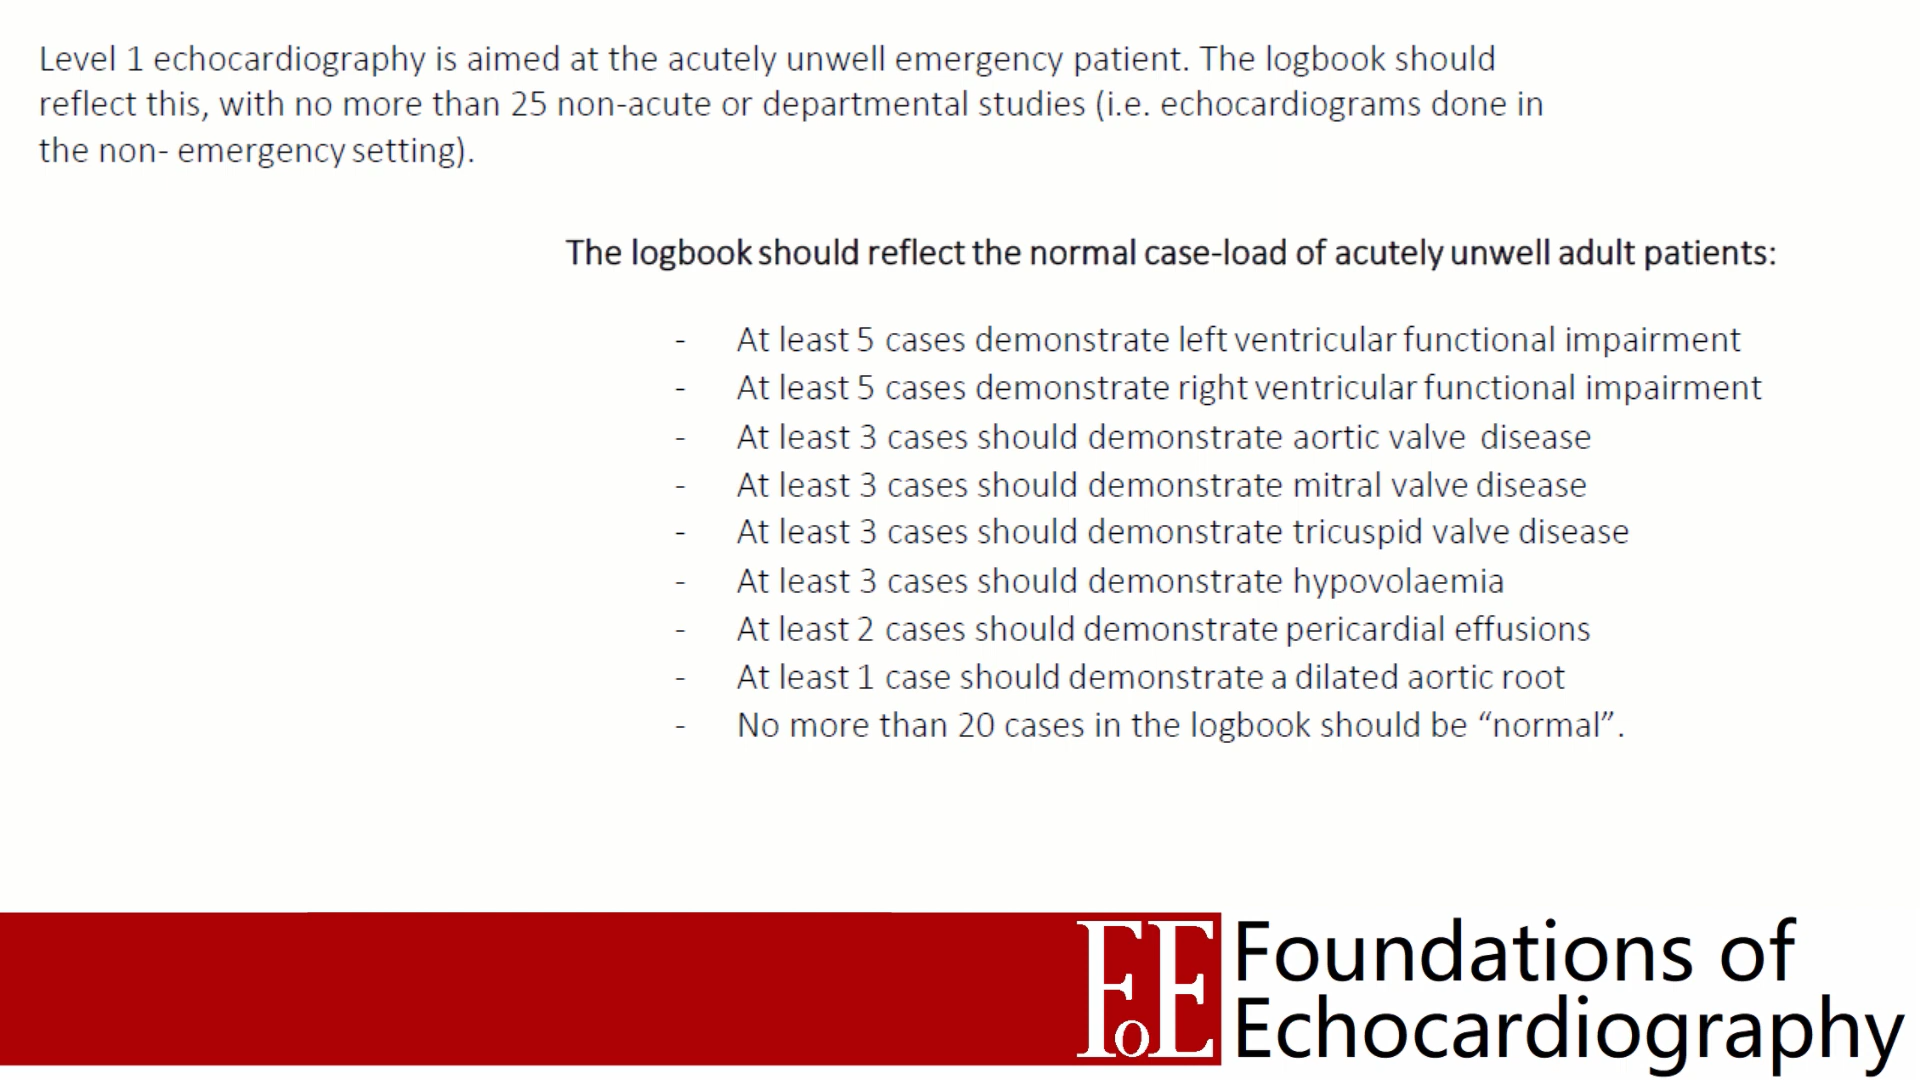 Level 1 echocardiography is aimed at the acutely unwell emergency patient. The logbook should
reflect this, with no more than 25 non-acute or departmental studies (i.e. echocardiograms done in
the non- emergency setting).
The logbook should reflect the normal case-load of acutely unwell adult patients:
- At least 5 cases demonstrate left ventricular functional impairment
- At least 5 cases demonstrate right ventricular functional impairment
- At least 3 cases should demonstrate aortic valve disease
- At least 3 cases should demonstrate mitral valve disease
- At least 3 cases should demonstrate tricuspid valve disease
- At least 3 cases should demonstrate hypovolaemia
- At least 2 cases should demonstrate pericardial effusions
- At least 1 case should demonstrate a dilated aortic root
- No more than 20 cases in the logbook should be “normal”.
FoE
Foundations of
Echocardiography